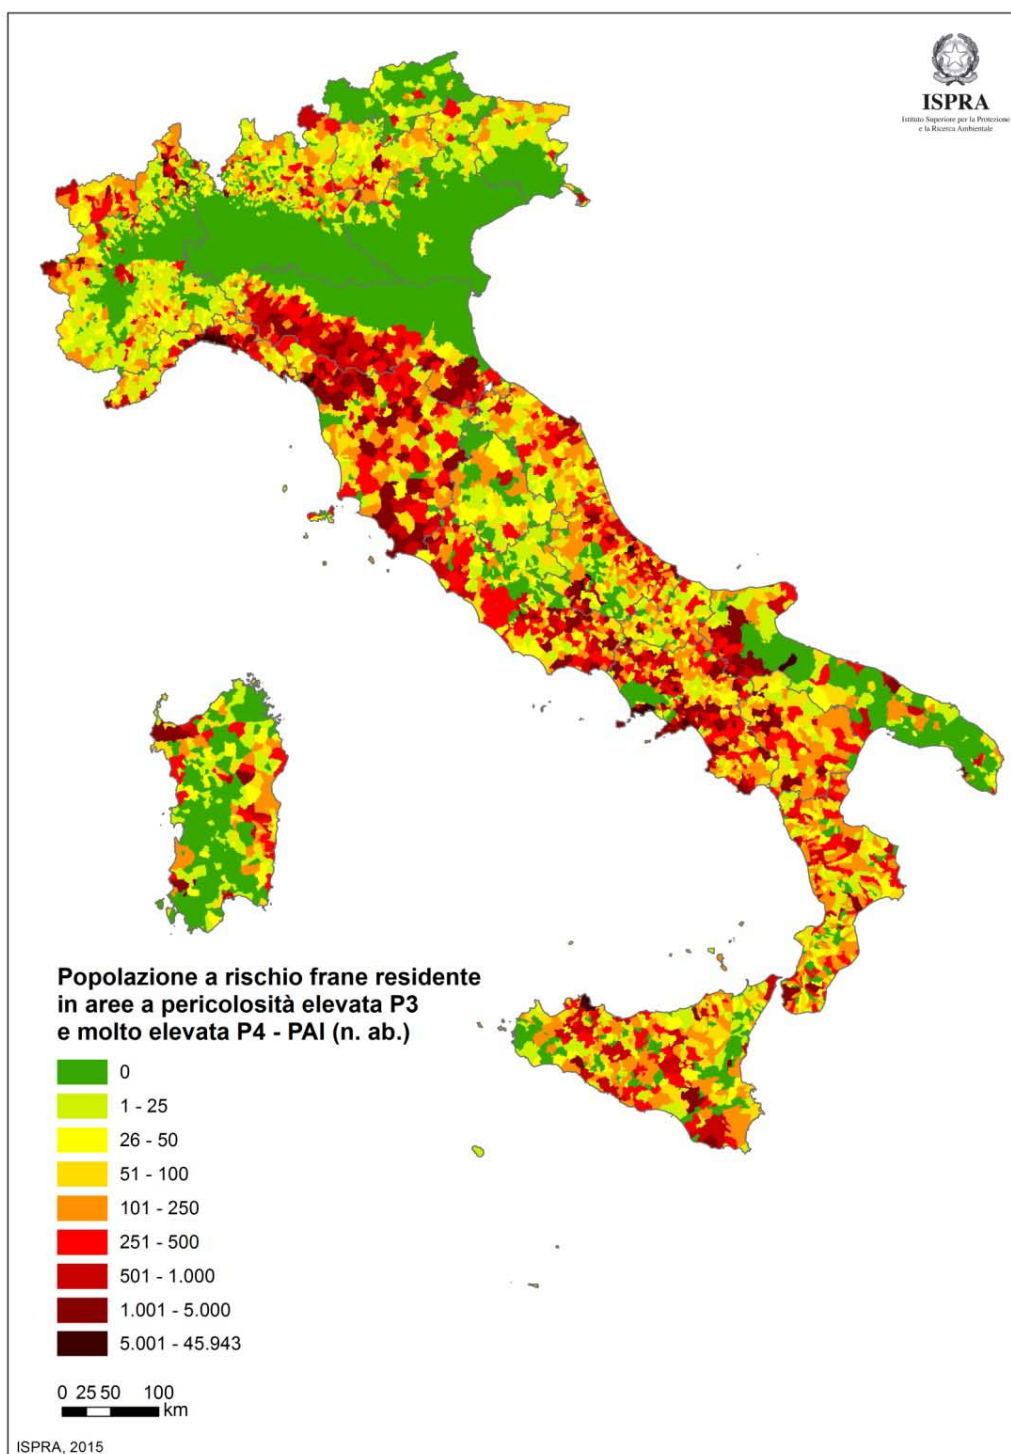 ISPRA
Istituto Superiore per la Protezione
e la Ricerca Ambientale
Popolazione a rischio frane residente
in aree a pericolosità elevata P3
e molto elevata P4 - PAI (n. ab.)
0
1 - 25
26 - 50
51 - 100
101 - 250
251 - 500
501 - 1.000
1.001 - 5.000
5.001 - 45.943
0 25 50 100
km
ISPRA, 2015